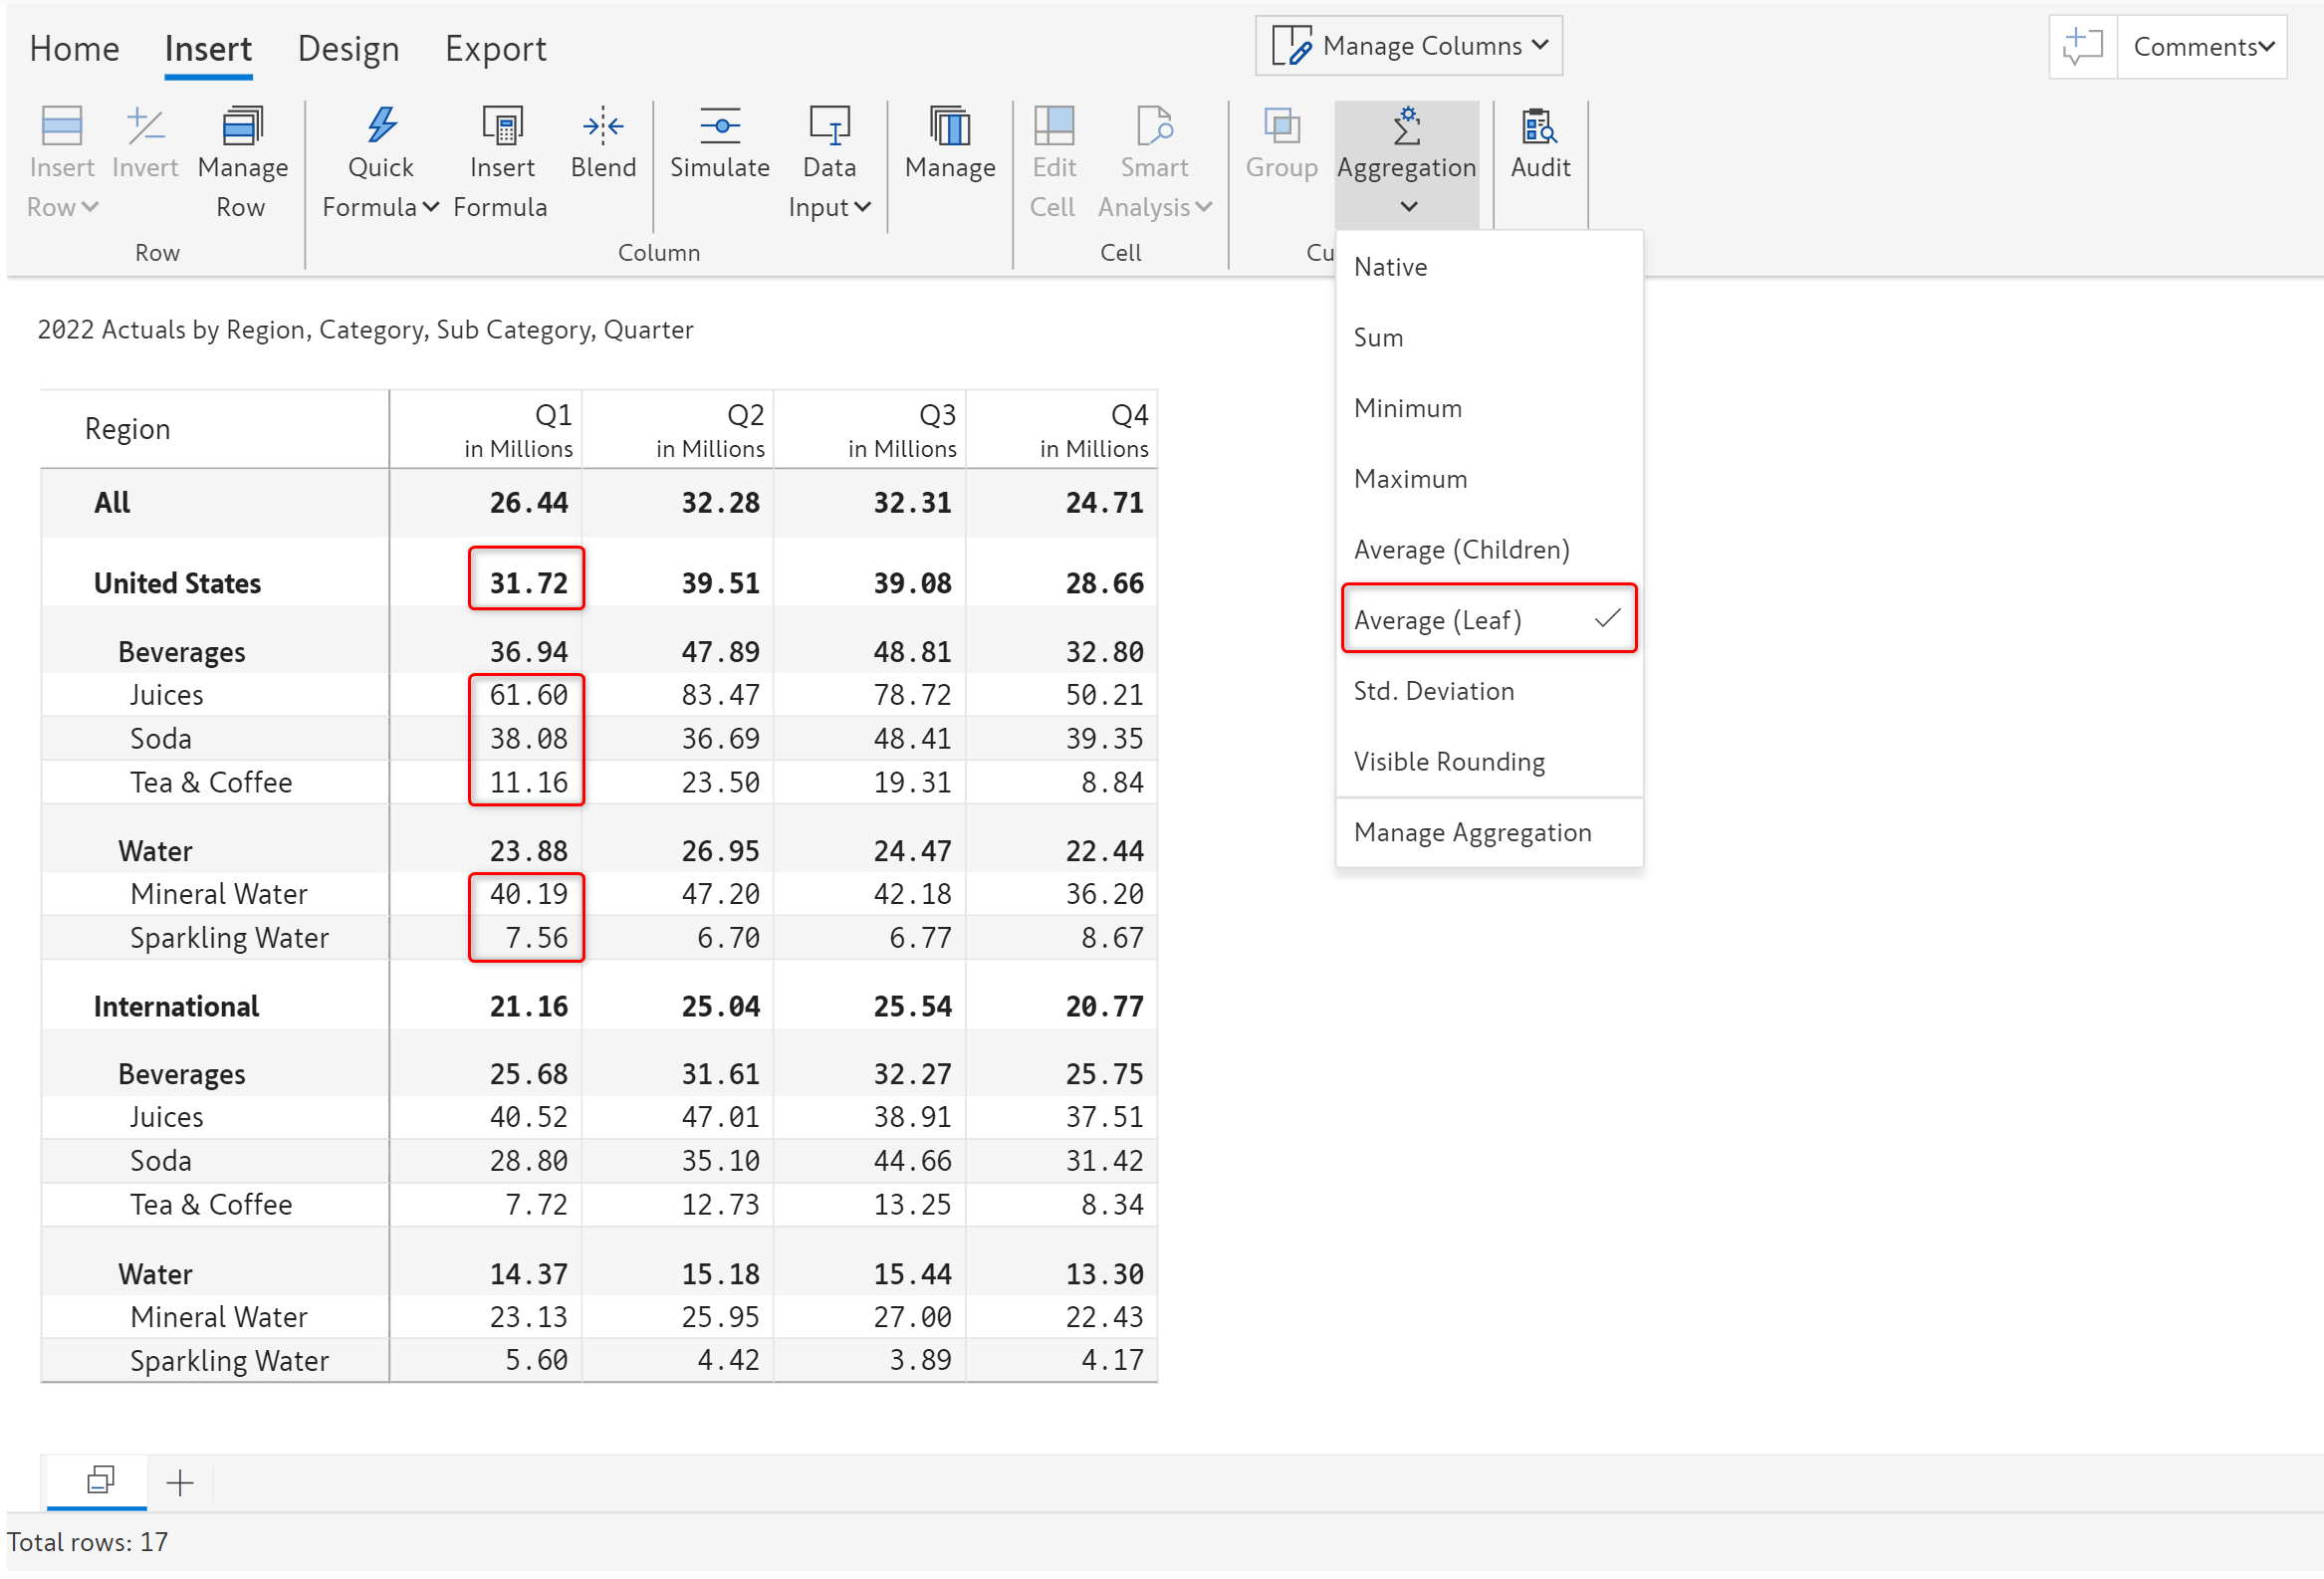 Home Insert Design Export Manage Columns Comments
Insert Row Invert Manage Row Quick Formula Insert Formula Blend Simulate Data Input Manage Edit Cell Smart Analysis Group Aggregation Audit
Row Column Cell Cu
Native
Sum
Minimum
Maximum
Average (Children)
Average (Leaf)
Std. Deviation
Visible Rounding
Manage Aggregation
2022 Actuals by Region, Category, Sub Category, Quarter
Region Q1 in Millions Q2 in Millions Q3 in Millions Q4 in Millions
All 26.44 32.28 32.31 24.71
United States 31.72 39.51 39.08 28.66
Beverages 36.94 47.89 48.81 32.80
Juices 61.60 83.47 78.72 50.21
Soda 38.08 36.69 48.41 39.35
Tea & Coffee 11.16 23.50 19.31 8.84
Water 23.88 26.95 24.47 22.44
Mineral Water 40.19 47.20 42.18 36.20
Sparkling Water 7.56 6.70 6.77 8.67
International 21.16 25.04 25.54 20.77
Beverages 25.68 31.61 32.27 25.75
Juices 40.52 47.01 38.91 37.51
Soda 28.80 35.10 44.66 31.42
Tea & Coffee 7.72 12.73 13.25 8.34
Water 14.37 15.18 15.44 13.30
Mineral Water 23.13 25.95 27.00 22.43
Sparkling Water 5.60 4.42 3.89 4.17
Total rows: 17